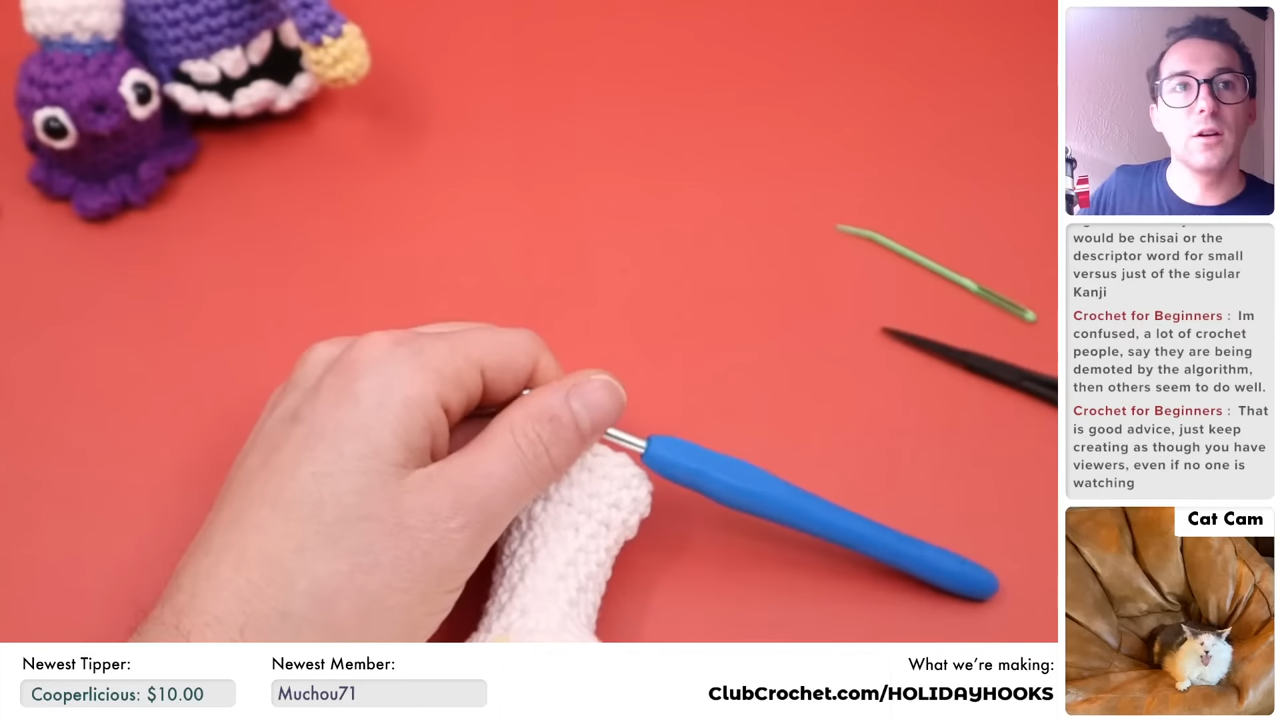 would be chisai or the
descriptor word for small
versus just of the sigular
Kanji
Crochet for Beginners : Im
confused, a lot of crochet
people, say they are being
demoted by the algorithm,
then others seem to do well.
Crochet for Beginners : That
is good advice, just keep
creating as though you have
viewers, even if no one is
watching
Cat Cam
Newest Tipper:
Cooperlicious: $10.00
Newest Member:
Muchou71
What we're making:
ClubCrochet.com/HOLIDAYHOOKS